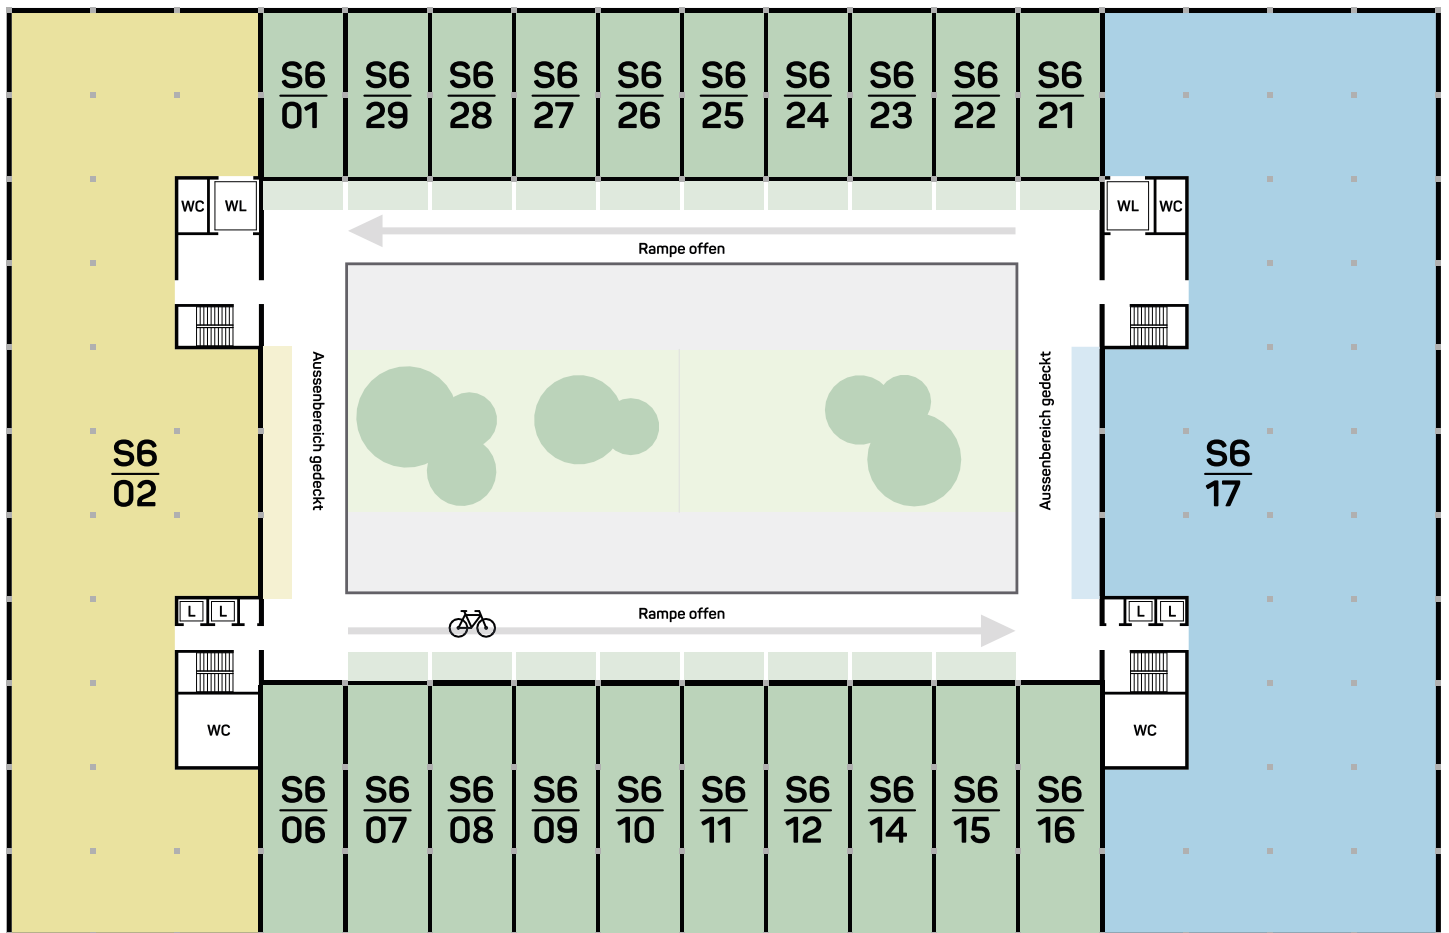 S6
01
S6
29
S6
28
S6
27
S6
26
S6
25
S6
24
S6
23
S6
22
S6
21
WC
WL
WL
WC
Rampe offen
Aussenbereich gedeckt
Aussenbereich gedeckt
S6
02
S6
17
L
L
Rampe offen
L
L
WC
WC
S6
06
S6
07
S6
08
S6
09
S6
10
S6
11
S6
12
S6
14
S6
15
S6
16